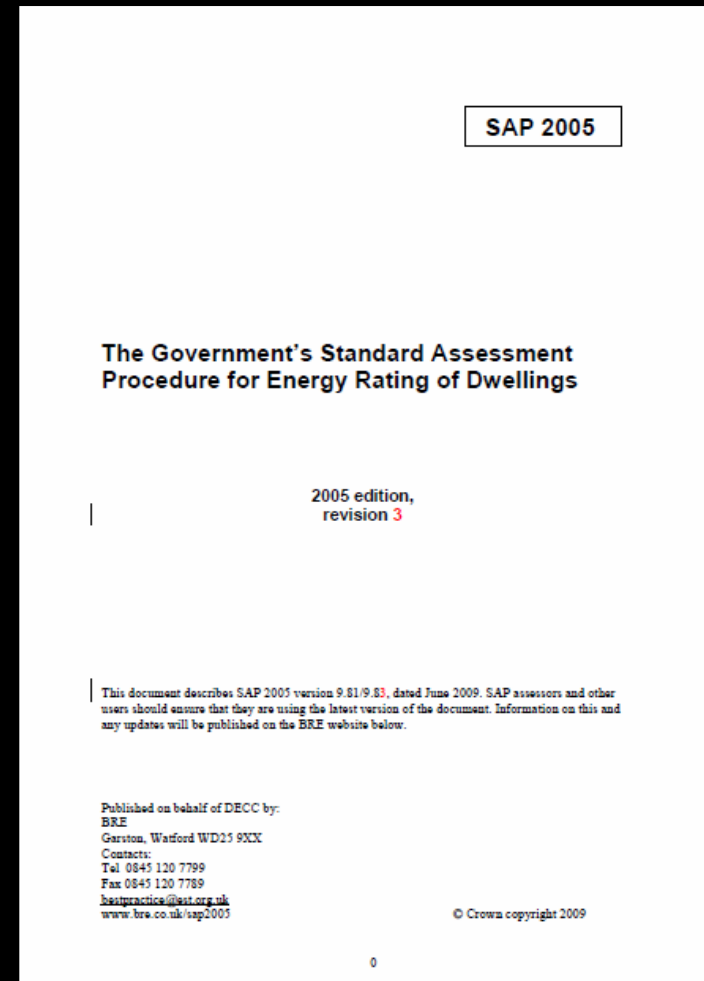 SAP 2005
The Government's Standard Assessment
Procedure for Energy Rating of Dwellings
2005 edition,
revision 3
This document describes SAP 2005 version 9.81/9.83, dated June 2009. SAP assessors and other
users should ensure that they are using the latest version of the document. Information on this and
any updates will be published on the BRE website below.
Published on behalf of DECC by:
BRE
Garston, Watford WD25 9XX
Contacts:
Tel 0845 120 7799
Fax 0845 120 7789
bestpractice@est.org.uk
www.bre.co.uk/sap2005
© Crown copyright 2009
0